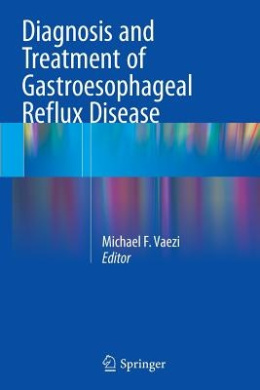 Diagnosis and
Treatment of
Gastroesophageal
Reflux Disease
Michael F. Vaezi
Editor
Springer